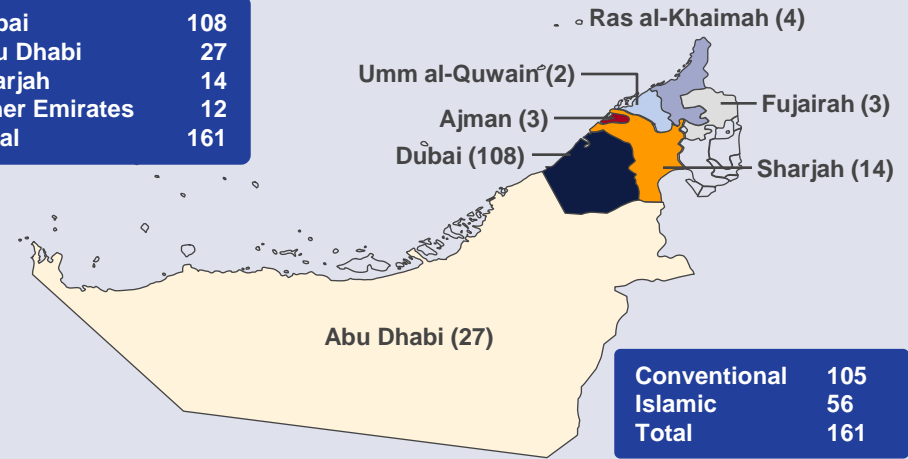 bai 108
u Dhabi 27
arjah 14
er Emirates 12
al 161
Ras al-Khaimah (4)
Umm al-Quwain (2)
Fujairah (3)
Ajman (3)
Dubai (108)
Sharjah (14)
Abu Dhabi (27)
Conventional 105
Islamic 56
Total 161